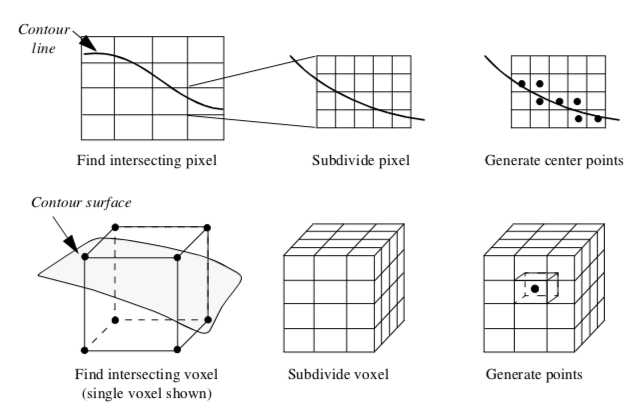 Contour
line
Find intersecting pixel
Subdivide pixel
Generate center points
Contour surface
Find intersecting voxel
(single voxel shown)
Subdivide voxel
Generate points